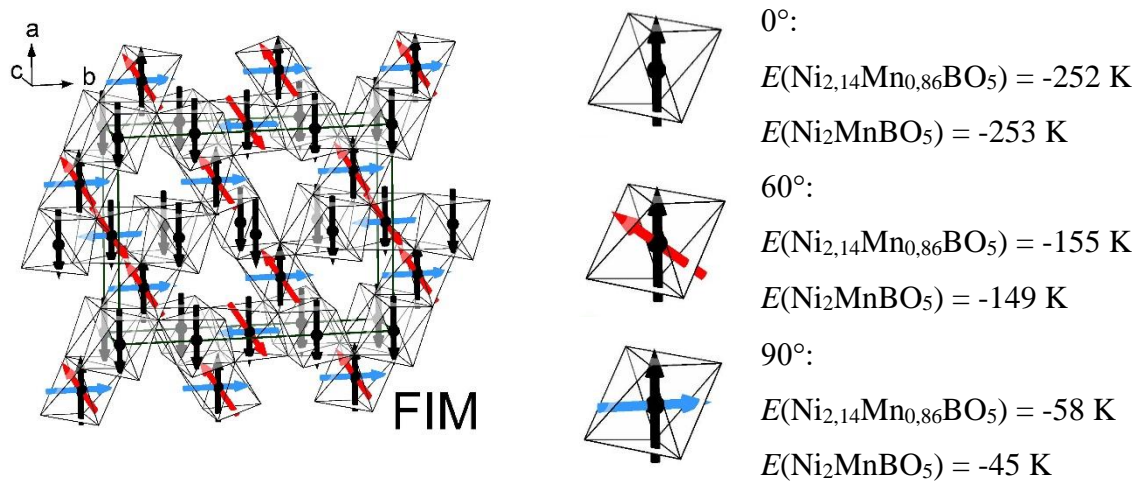 a
c
b
FIM
0°:
E(Ni₂,₁₄Mn₀,₈₆BO₅) = -252 K
E(Ni₂MnBO₅) = -253 K
60°:
E(Ni₂,₁₄Mn₀,₈₆BO₅) = -155 K
E(Ni₂MnBO₅) = -149 K
90°:
E(Ni₂,₁₄Mn₀,₈₆BO₅) = -58 K
E(Ni₂MnBO₅) = -45 K